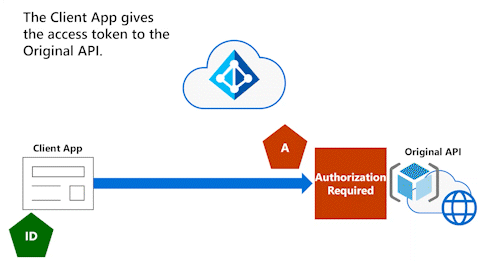 The Client App gives
the access token to the
Original API.
Client App
A
Original API
Authorization
Required
ID